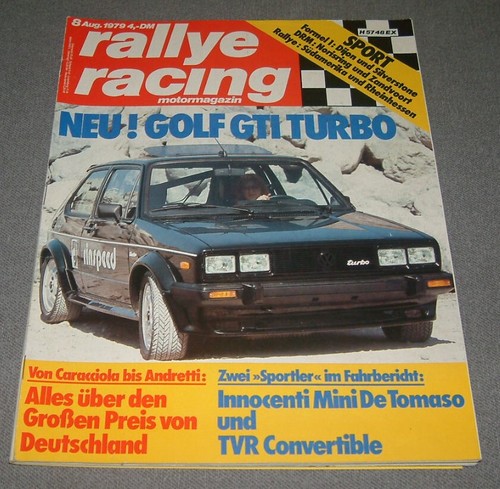 8 Aug. 1979 4,-DM
rallye
racing
motormagazin
H 5746 EX
SPORT
Formel 1: Dijon und Silverstone
DRM: Norisring und Zandvoort
Rallye: Südamerika und Rheinhessen
NEU! GOLF GTI TURBO
rinspeed
turbo
Von Caracciola bis Andretti:
Alles über den
Großen Preis von
Deutschland
Zwei »Sportler« im Fahrbericht:
Innocenti Mini De Tomaso
und
TVR Convertible